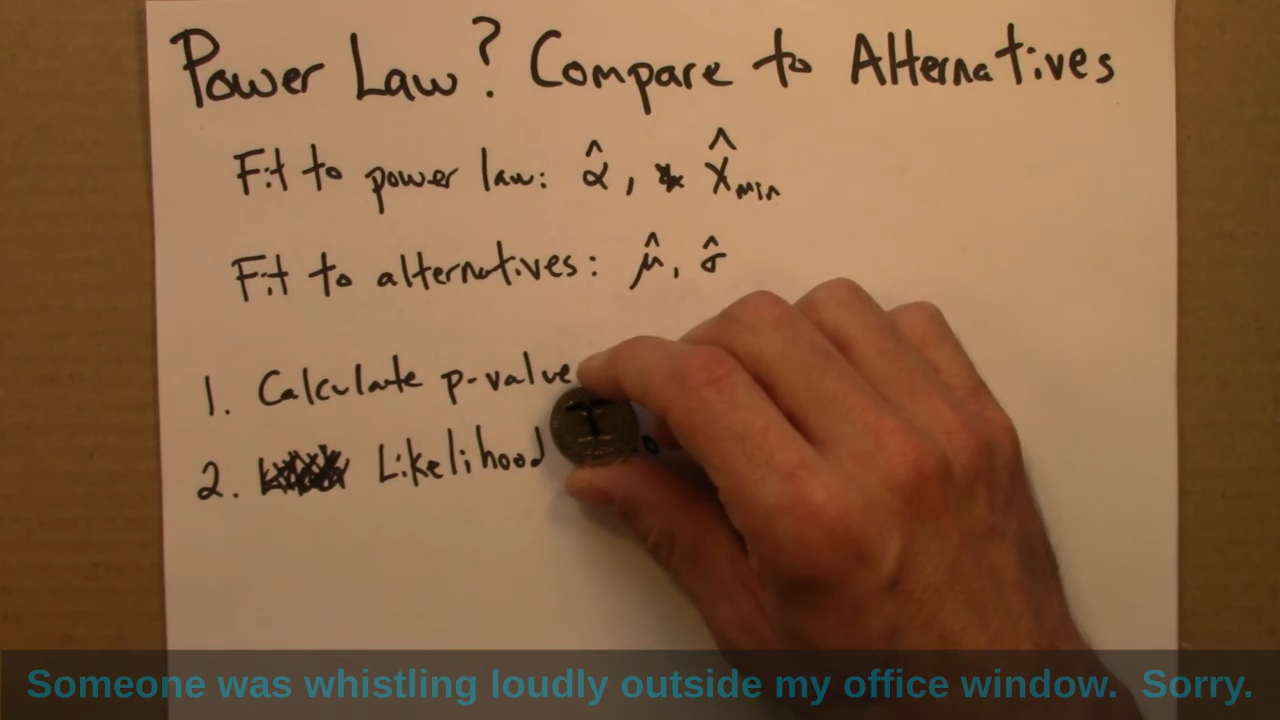 Power Law? Compare to Alternatives
Fit to power law: α̂, x̂min
Fit to alternatives: μ̂, σ̂
1. Calculate p-value
2. Likelihood
T
Someone was whistling loudly outside my office window. Sorry.